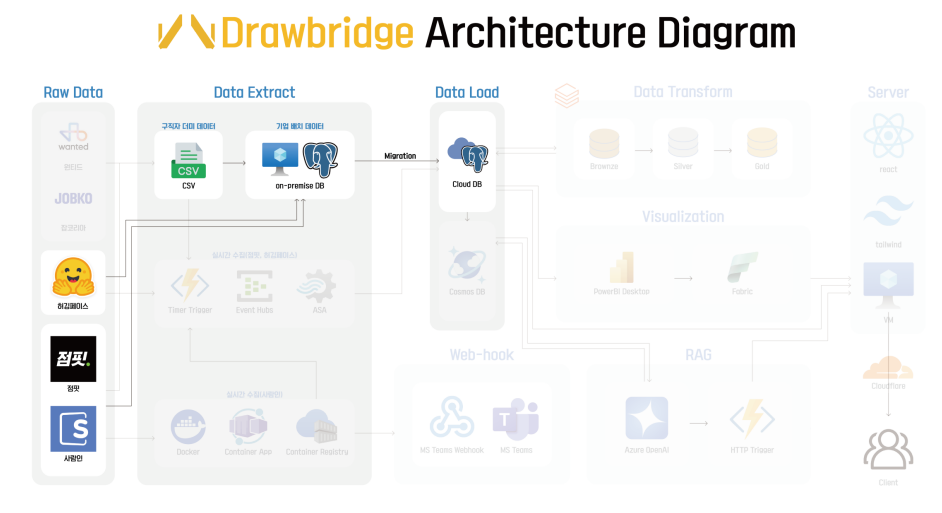 Drawbridge Architecture Diagram
Raw Data
Data Extract
Data Load
Data Transform
Server
wanted
원티드
JOBKO
잡코리아
허깅페이스
점핏.
점핏
사람인
구직자 더미 데이터
기업 배치 데이터
CSV
CSV
on-premise DB
Migration
Cloud DB
Cosmos DB
실시간 수집(점핏, 허깅페이스)
Timer Trigger
Event Hubs
ASA
실시간 수집(사람인)
Docker
Container App
Container Registry
Brownze
Silver
Gold
Visualization
PowerBI Desktop
Fabric
Web-hook
MS Teams Webhook
MS Teams
RAG
Azure OpenAI
HTTP Trigger
react
tailwind
VM
Cloudflare
Client